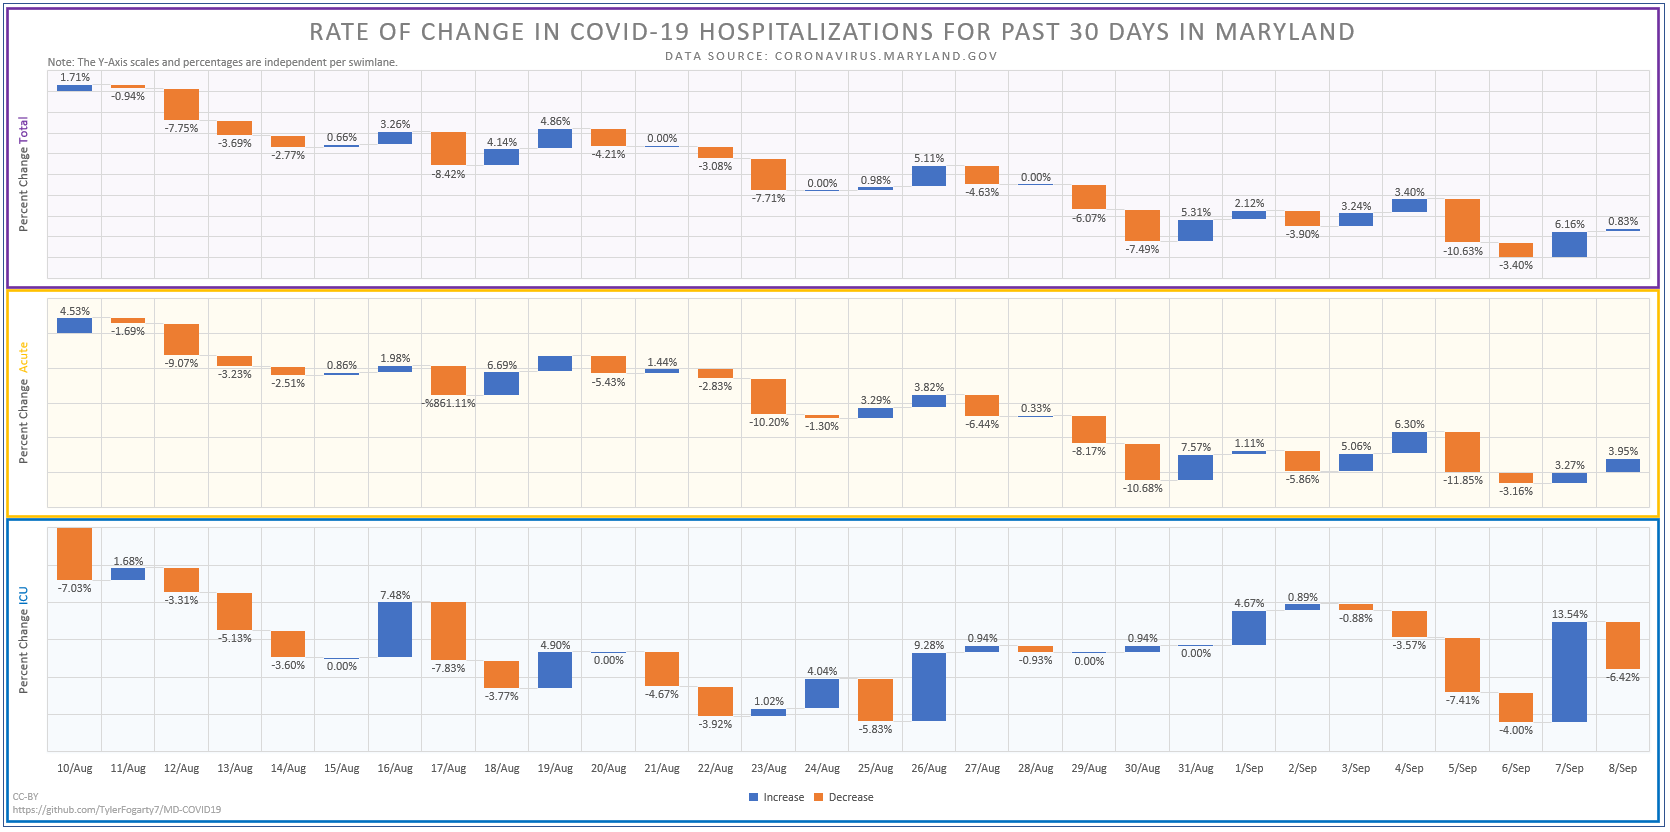 RATE OF CHANGE IN COVID-19 HOSPITALIZATIONS FOR PAST 30 DAYS IN MARYLAND
DATA SOURCE: CORONAVIRUS.MARYLAND.GOV
Note: The Y-Axis scales and percentages are independent per swimlane.
Percent Change Total
1.71% -0.94% -7.75% -3.69% -2.77% 0.66% 3.26% -8.42% 4.14% 4.86% -4.21% 0.00% -3.08% -7.71% 0.00% 0.98% 5.11% -4.63% 0.00% -6.07% -7.49% 5.31% 2.12% -3.90% 3.24% 3.40% -10.63% -3.40% 6.16% 0.83%
Percent Change Acute
4.53% -1.69% -9.07% -3.23% -2.51% 0.86% 1.98% -%861.11% 6.69% -5.43% 1.44% -2.83% -10.20% -1.30% 3.29% 3.82% -6.44% 0.33% -8.17% -10.68% 7.57% 1.11% -5.86% 5.06% 6.30% -11.85% -3.16% 3.27% 3.95%
Percent Change ICU
-7.03% 1.68% -3.31% -5.13% -3.60% 0.00% 7.48% -7.83% -3.77% 4.90% 0.00% -4.67% -3.92% 1.02% 4.04% -5.83% 9.28% 0.94% -0.93% 0.00% 0.94% 0.00% 4.67% 0.89% -0.88% -3.57% -7.41% -4.00% 13.54% -6.42%
10/Aug 11/Aug 12/Aug 13/Aug 14/Aug 15/Aug 16/Aug 17/Aug 18/Aug 19/Aug 20/Aug 21/Aug 22/Aug 23/Aug 24/Aug 25/Aug 26/Aug 27/Aug 28/Aug 29/Aug 30/Aug 31/Aug 1/Sep 2/Sep 3/Sep 4/Sep 5/Sep 6/Sep 7/Sep 8/Sep
Increase Decrease
CC-BY
https://github.com/TylerFogarty7/MD-COVID19